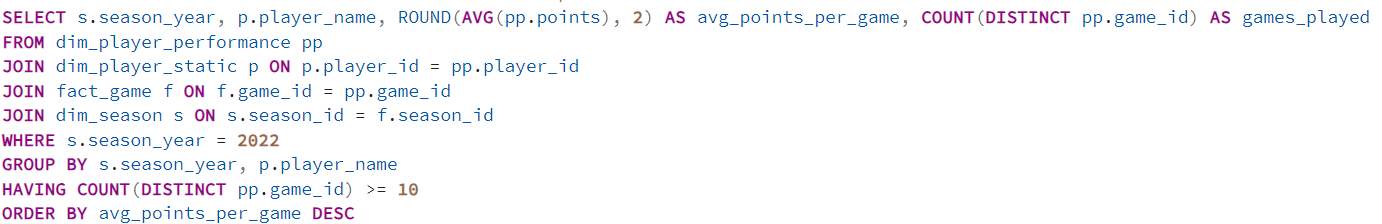 SELECT s.season_year, p.player_name, ROUND(AVG(pp.points), 2) AS avg_points_per_game, COUNT(DISTINCT pp.game_id) AS games_played
FROM dim_player_performance pp
JOIN dim_player_static p ON p.player_id = pp.player_id
JOIN fact_game f ON f.game_id = pp.game_id
JOIN dim_season s ON s.season_id = f.season_id
WHERE s.season_year = 2022
GROUP BY s.season_year, p.player_name
HAVING COUNT(DISTINCT pp.game_id) >= 10
ORDER BY avg_points_per_game DESC